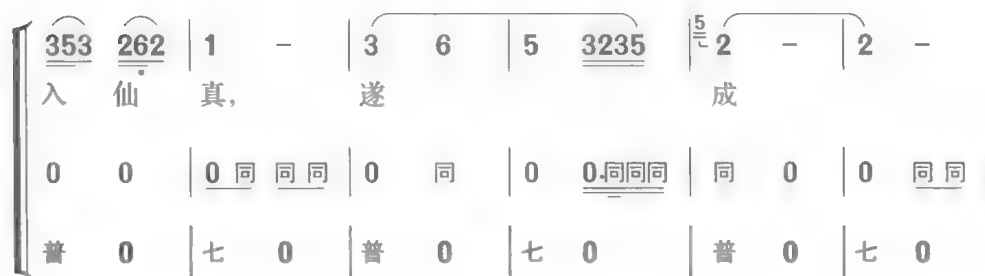 353 262 | 1 - | 3 6 | 5 3235 | 5 2 - | 2 -
入 仙 真, 遂 成
0 0 | 0 同 同 同 | 0 同 | 0 0.同同同 | 同 0 | 0 同 同
普 0 | 七 0 | 普 0 | 七 0 | 普 0 | 七 0